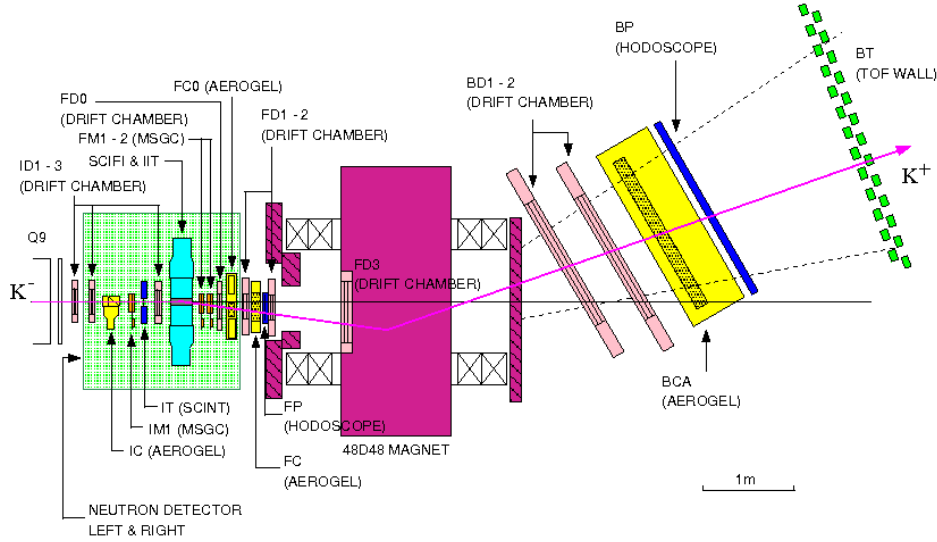 BP
(HODOSCOPE)
BT
(TOF WALL)
FC0 (AEROGEL)
BD1 - 2
(DRIFT CHAMBER)
FD0
(DRIFT CHAMBER)
FD1 - 2
(DRIFT CHAMBER)
FM1 - 2 (MSGC)
SCIFI & IIT
ID1 - 3
(DRIFT CHAMBER)
K+
Q9
FD3
(DRIFT CHAMBER)
K-
BCA
(AEROGEL)
IT (SCINT)
IM1 (MSGC)
IC (AEROGEL)
FP
(HODOSCOPE)
48D48 MAGNET
FC
(AEROGEL)
1m
NEUTRON DETECTOR
LEFT & RIGHT